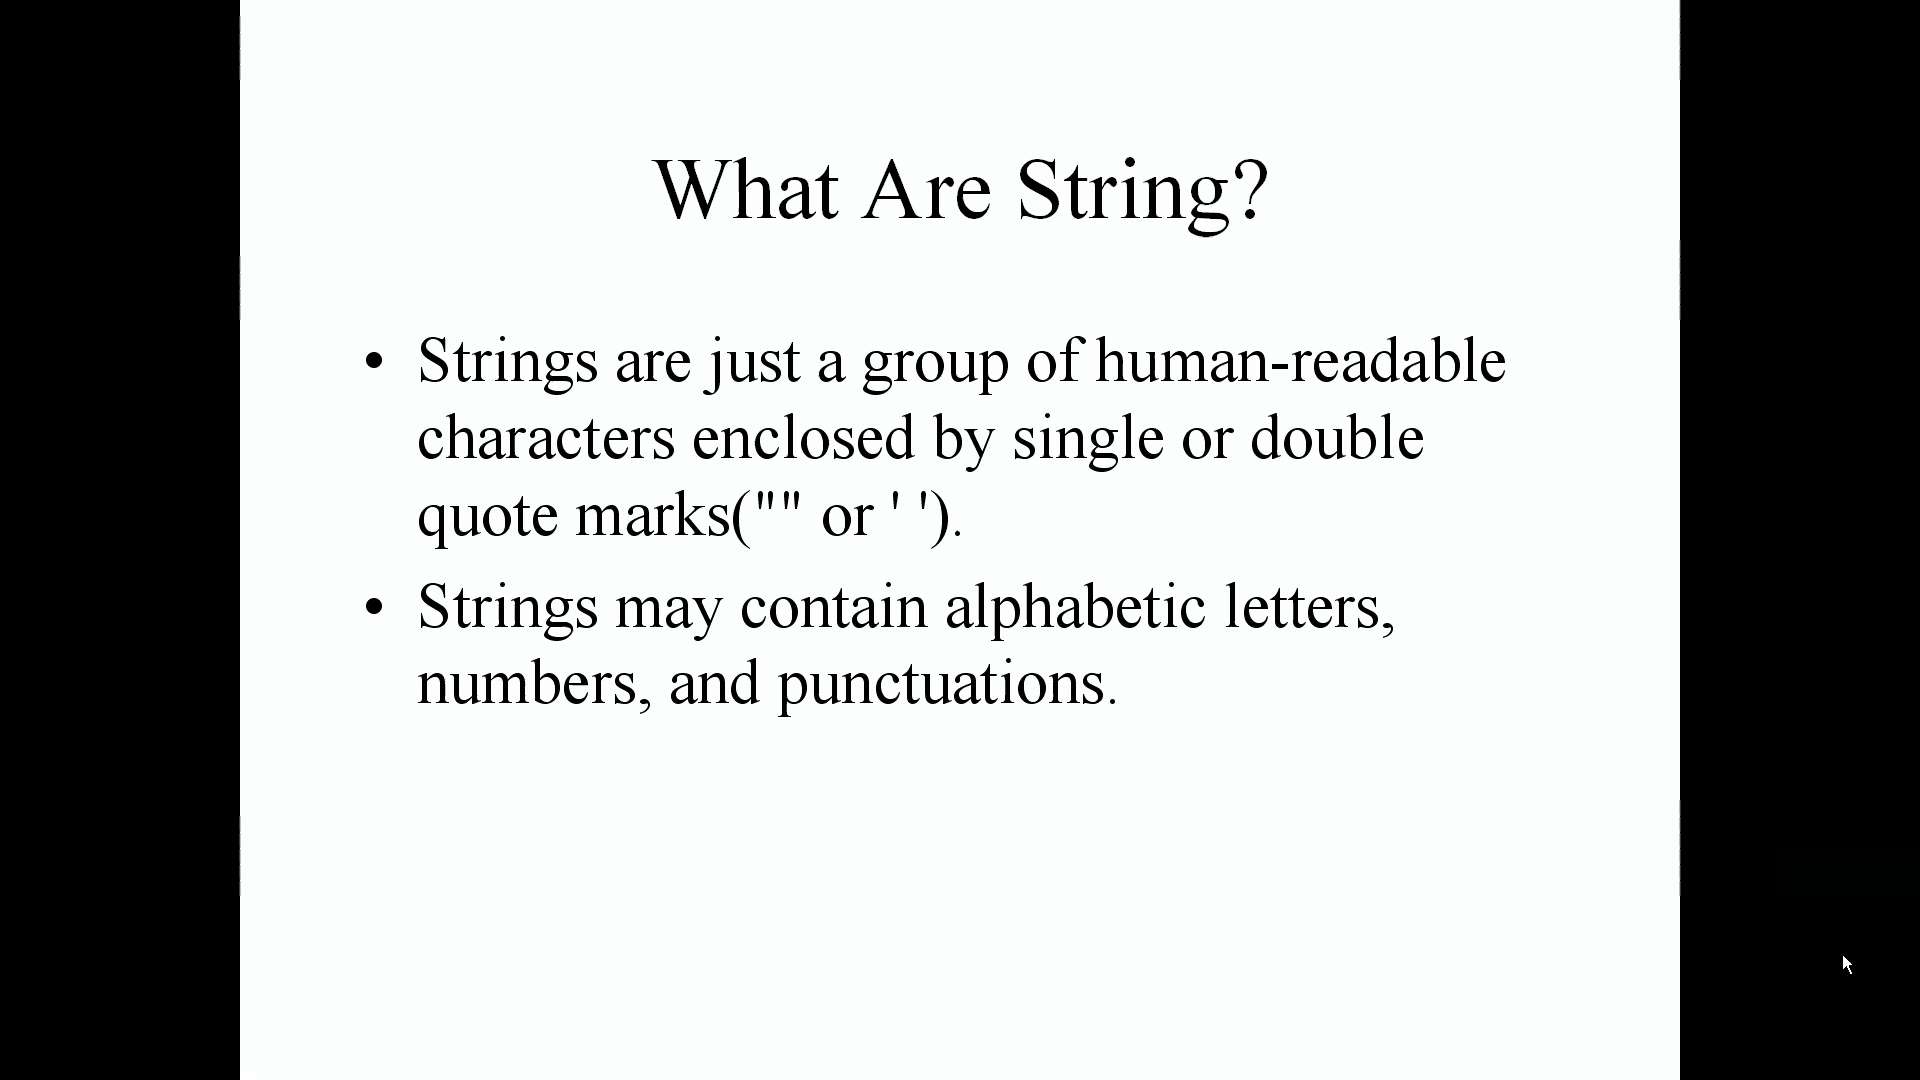 What Are String?
• Strings are just a group of human-readable
characters enclosed by single or double
quote marks("" or ' ').
• Strings may contain alphabetic letters,
numbers, and punctuations.